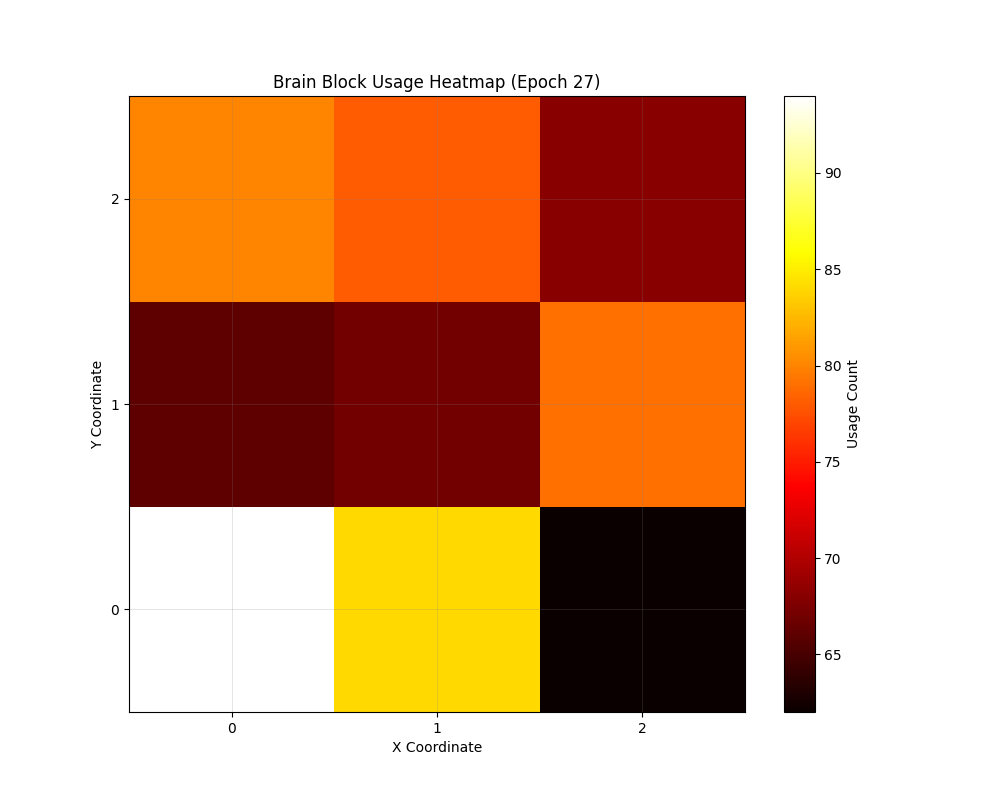 Brain Block Usage Heatmap (Epoch 27)
2
1
0
Y Coordinate
0 1 2
X Coordinate
90
85
80
75
70
65
Usage Count